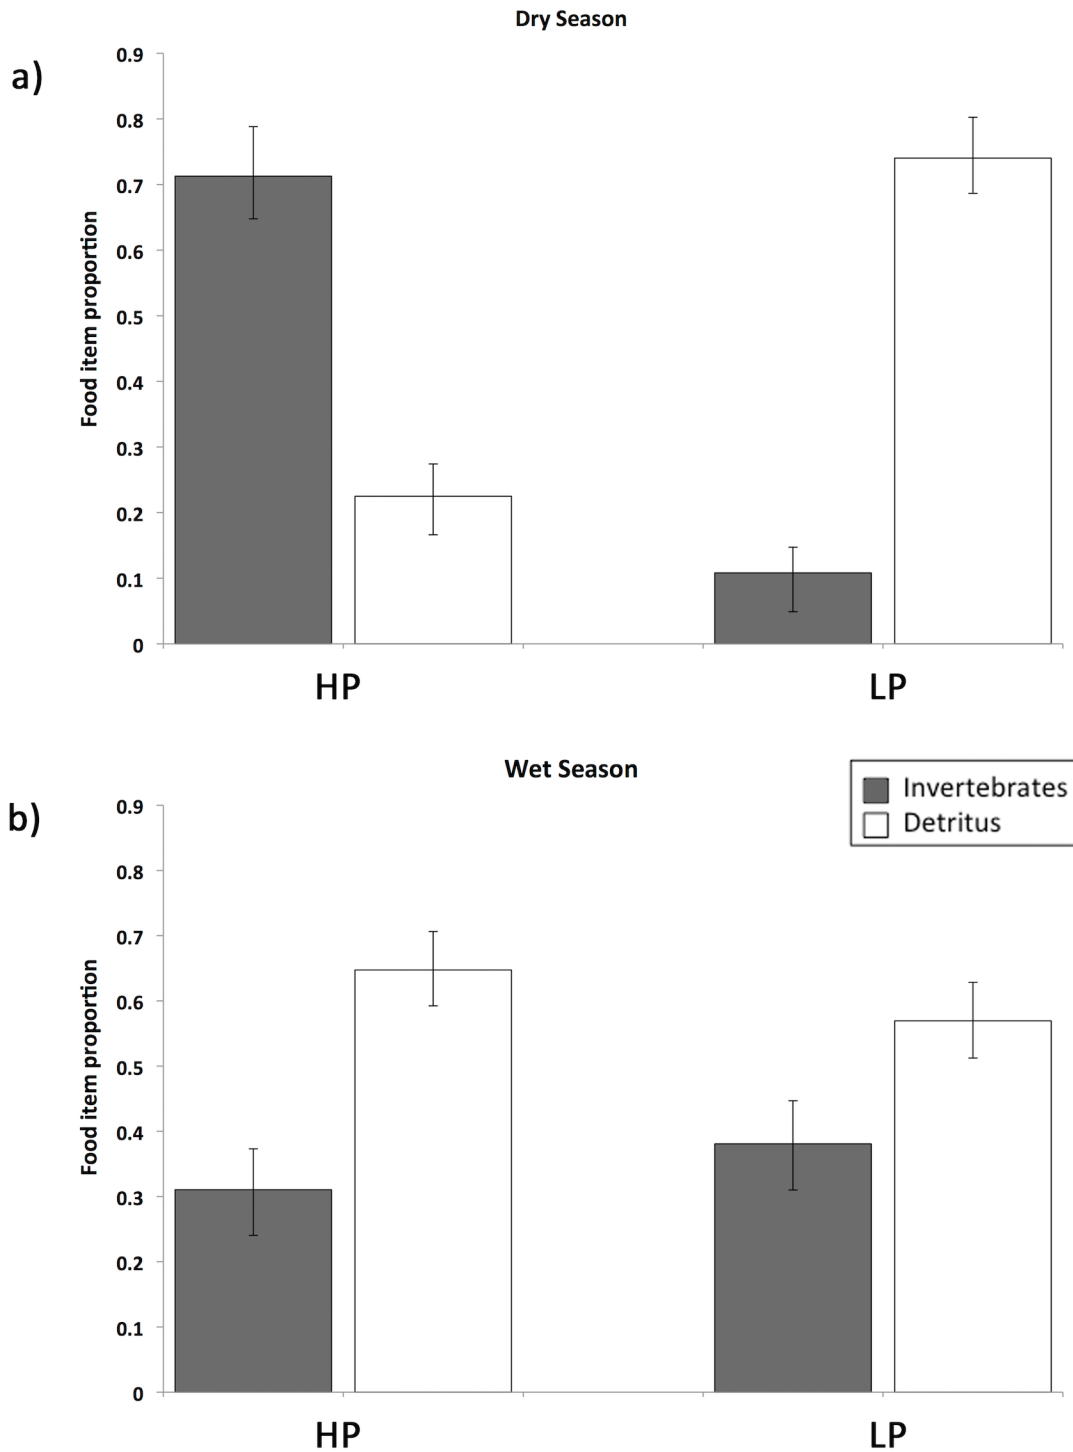 Dry Season
a)
Food item proportion
0.9
0.8
0.7
0.6
0.5
0.4
0.3
0.2
0.1
0
HP LP
Wet Season
b)
Invertebrates
Detritus
Food item proportion
0.9
0.8
0.7
0.6
0.5
0.4
0.3
0.2
0.1
0
HP LP